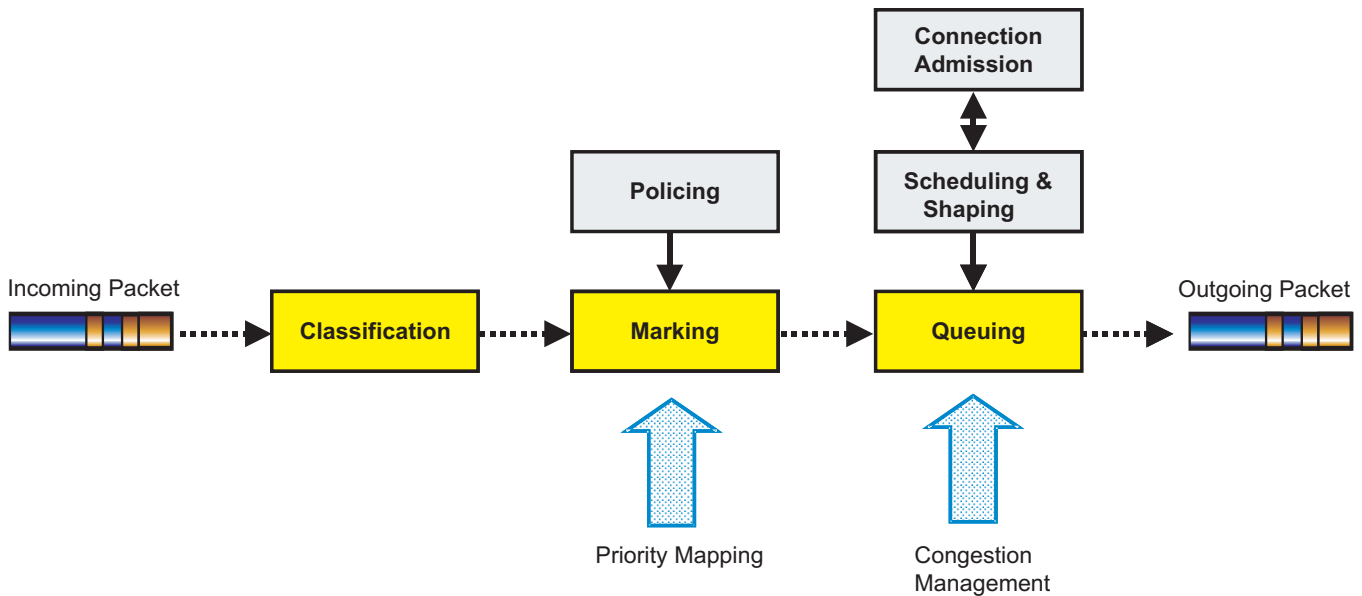 Connection
Admission
Policing
Scheduling &
Shaping
Incoming Packet
Outgoing Packet
Classification
Marking
Queuing
Priority Mapping
Congestion
Management